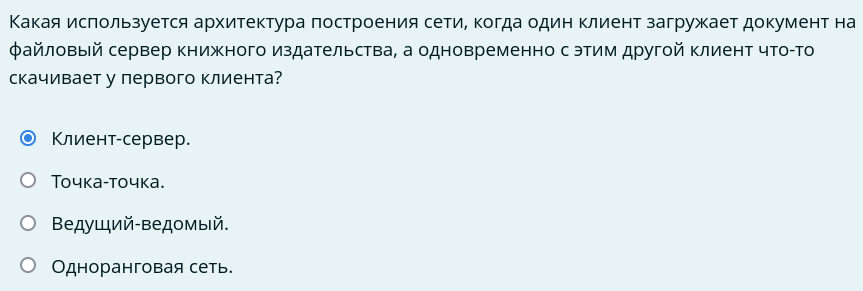 Какая используется архитектура построения сети, когда один клиент загружает документ на
файловый сервер книжного издательства, а одновременно с этим другой клиент что-то
скачивает у первого клиента?
Клиент-сервер.
Точка-точка.
Ведущий-ведомый.
Одноранговая сеть.